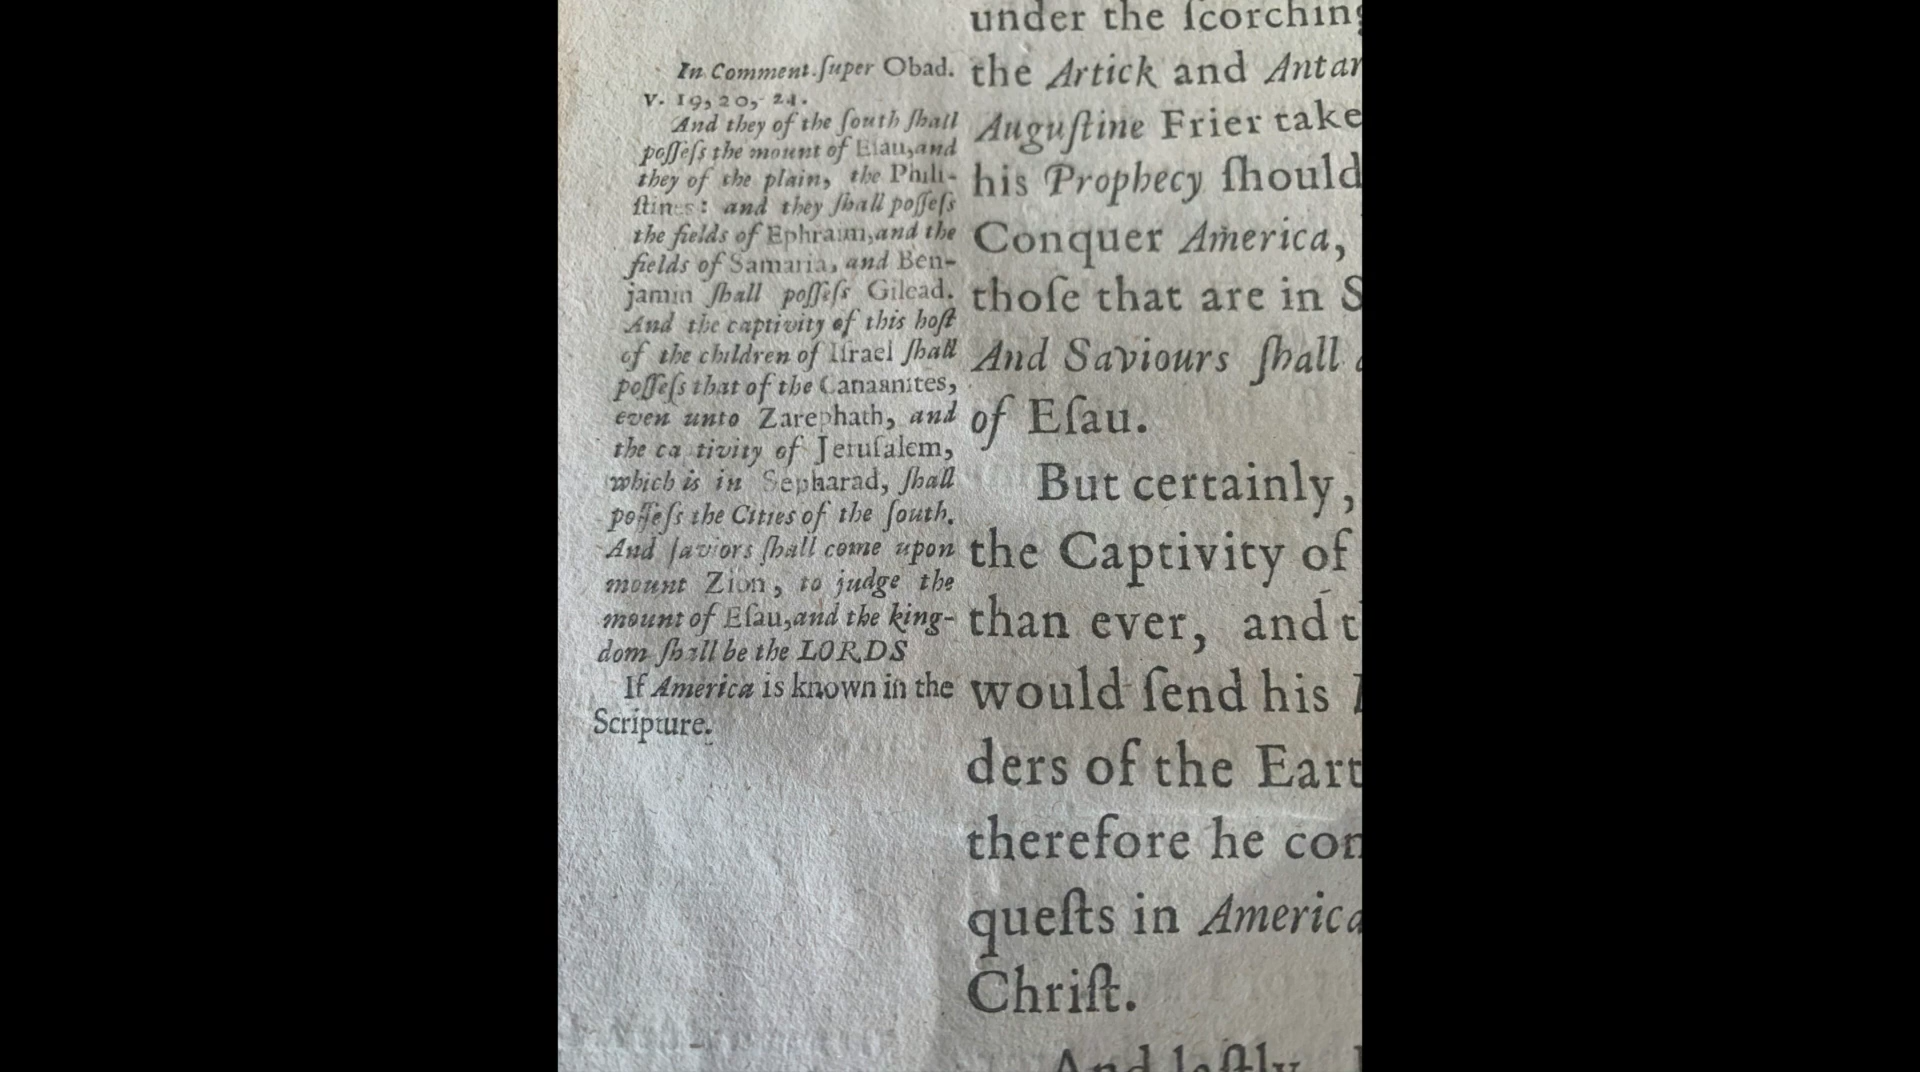 In Comment. ſuper Obad.
v. 19, 20, 21.
And they of the ſouth ſhall
poſſeſs the mount of Eſau, and
they of the plain, the Phili-
ſtines: and they ſhall poſſeſs
the fields of Ephraim, and the
fields of Samaria, and Ben-
jamin ſhall poſſeſs Gilead.
And the captivity of this hoſt
of the children of Iſrael ſhall
poſſeſs that of the Canaanites,
even unto Zarephath, and
the ca tivity of Jeruſalem,
which is in Sepharad, ſhall
poſſeſs the Cities of the ſouth.
And ſaviors ſhall come upon
mount Zion, to judge the
mount of Eſau, and the king-
dom ſhall be the LORDS
If America is known in the
Scripture.
under the ſcorching
the Artick and Antar
Auguſtine Frier take
his Prophecy ſhould
Conquer America,
thoſe that are in S
And Saviours ſhall
of Eſau.
But certainly,
the Captivity of
than ever, and t
would ſend his
ders of the Eart
therefore he con
queſts in America
Chriſt.
And laſtly,